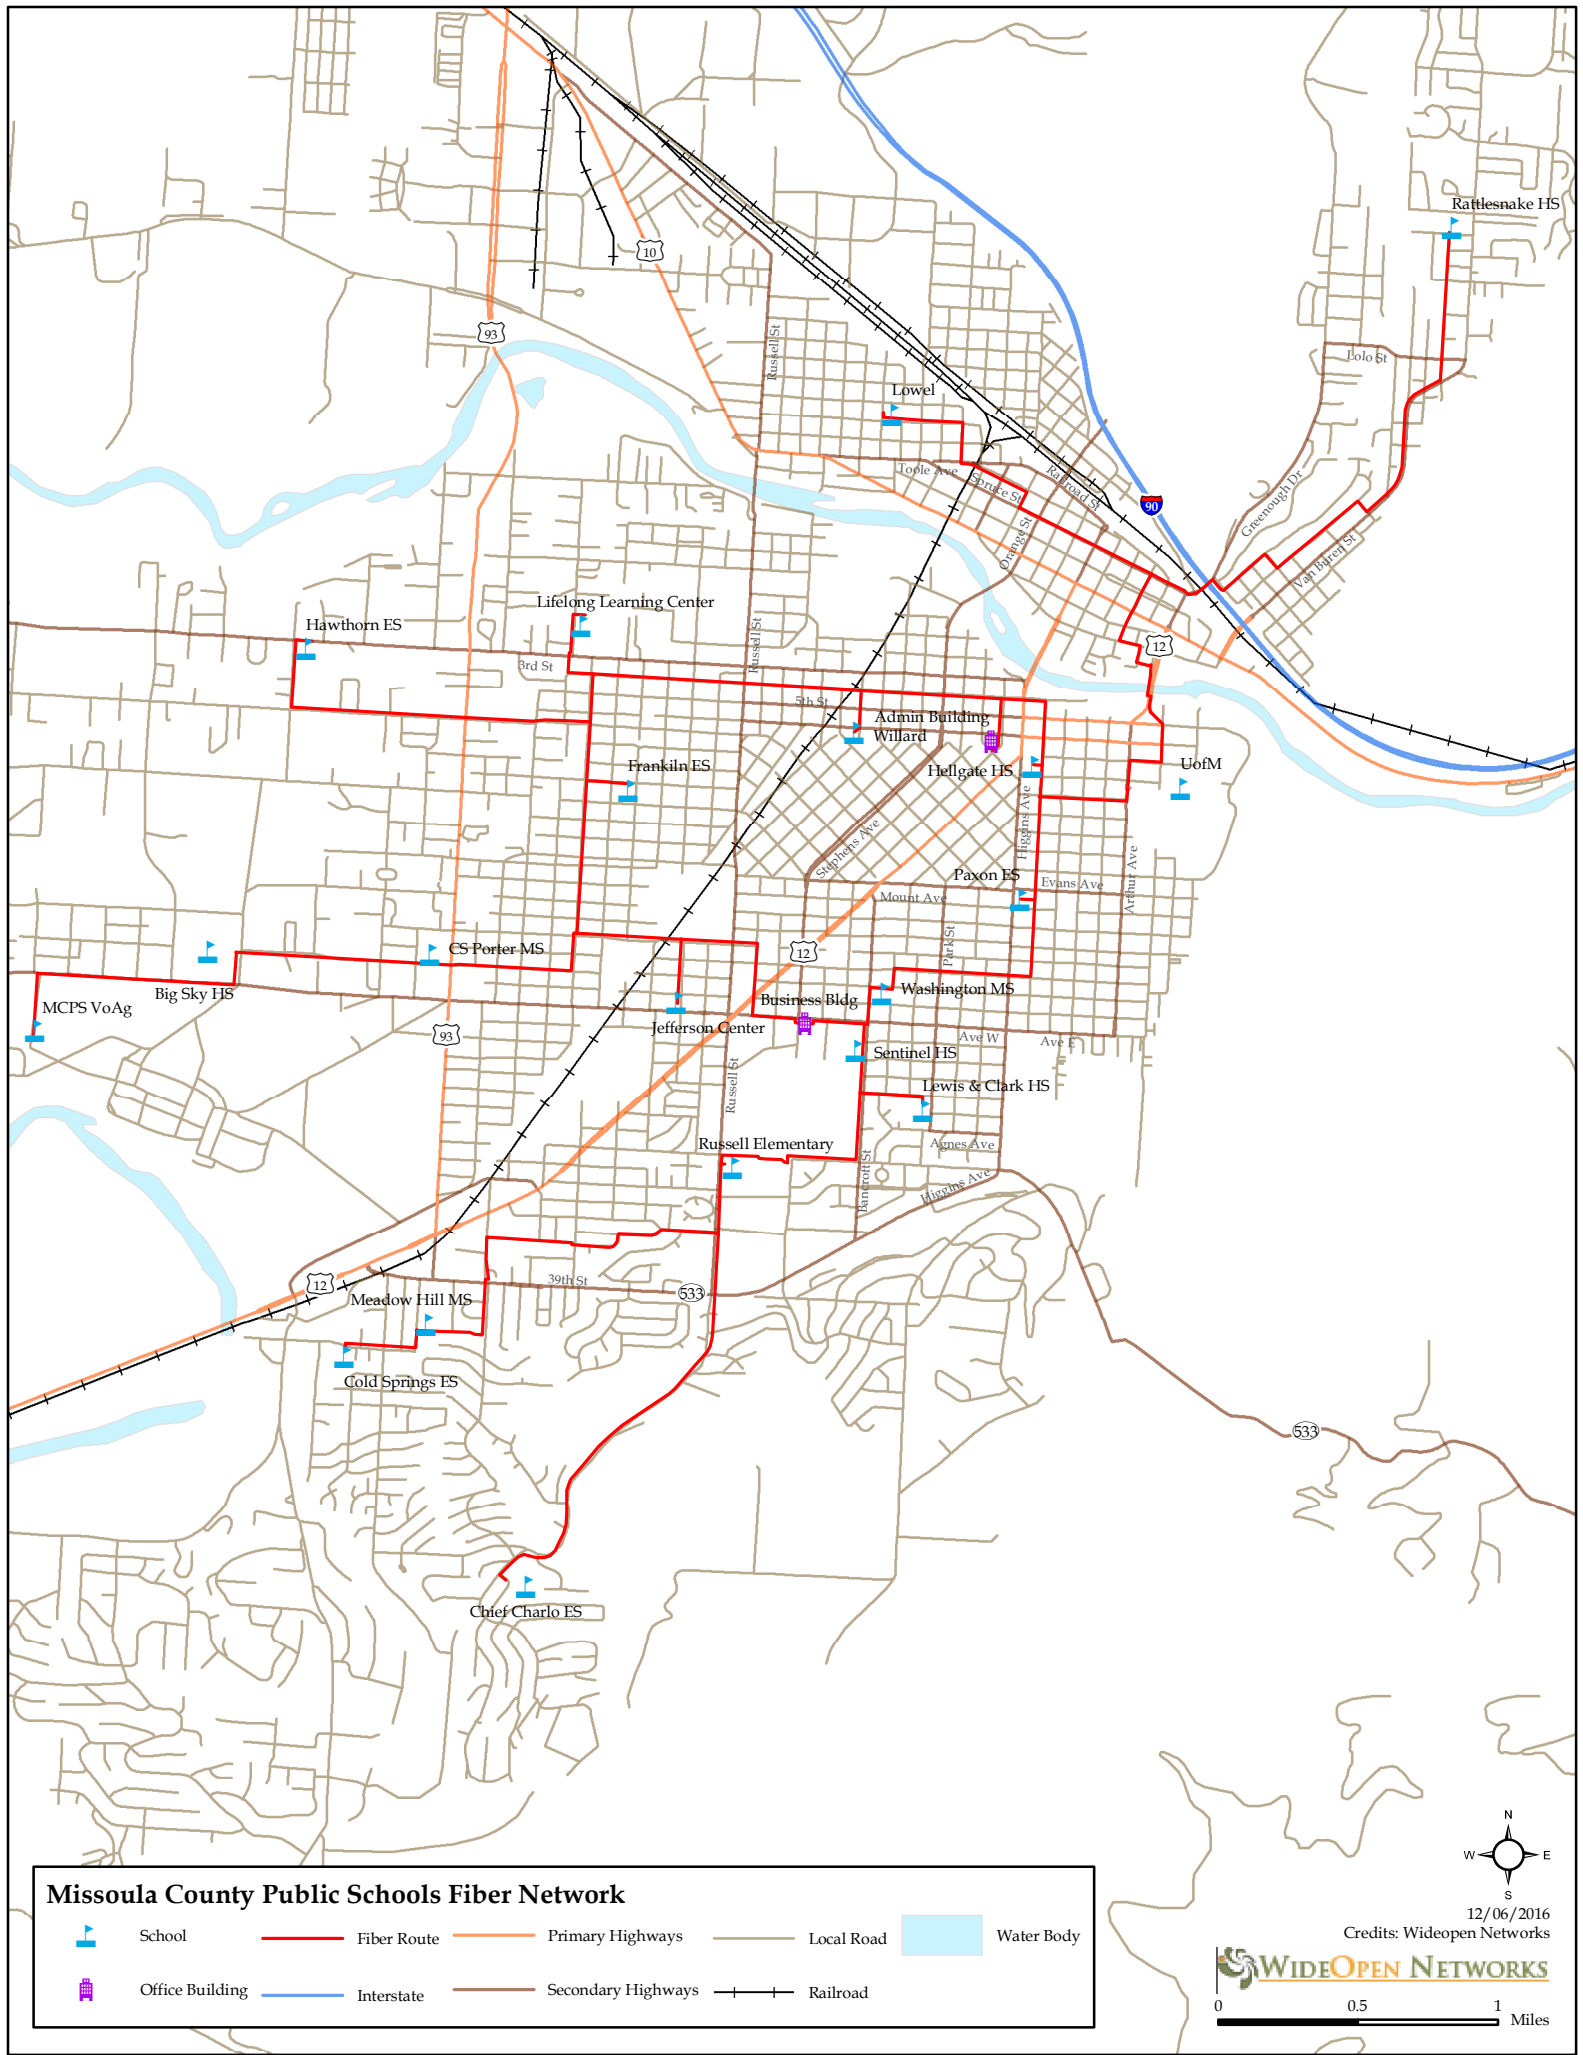 Rattlesnake HS
10
93
Russell St
Lolo St
Lowel
Toole Ave
Spruce St
Railroad St
90
Greenough Dr
Orange St
Van Buren St
Lifelong Learning Center
Hawthorn ES
Russell St
12
3rd St
5th St
Admin Building
Willard
Frankiln ES
Hellgate HS
UofM
Higgins Ave
Stephens Ave
Arthur Ave
Paxon ES
Evans Ave
Mount Ave
Park St
CS Porter MS
12
Big Sky HS
Washington MS
Business Bldg
MCPS VoAg
Jefferson Center
93
Ave W
Ave E
Sentinel HS
Russell St
Lewis & Clark HS
Russell Elementary
Agnes Ave
Bancroft St
Higgins Ave
12
39th St
533
Meadow Hill MS
Cold Springs ES
533
Chief Charlo ES
N
W
E
S
Missoula County Public Schools Fiber Network
School
Fiber Route
Primary Highways
Local Road
Water Body
Office Building
Interstate
Secondary Highways
Railroad
12/06/2016
Credits: Wideopen Networks
WIDEOPEN NETWORKS
0 0.5 1
Miles